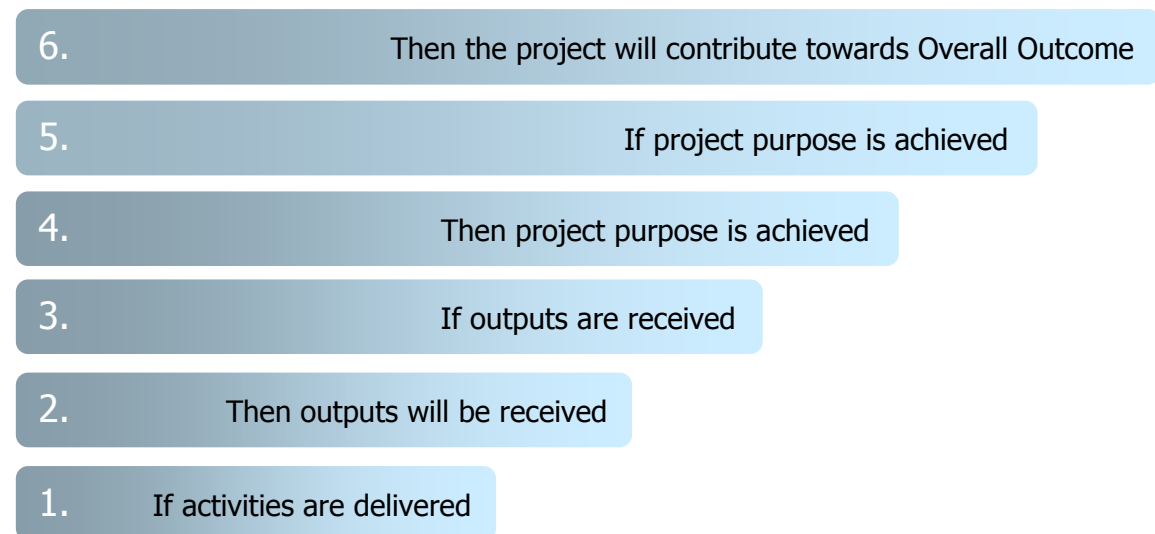 6. Then the project will contribute towards Overall Outcome
5. If project purpose is achieved
4. Then project purpose is achieved
3. If outputs are received
2. Then outputs will be received
1. If activities are delivered